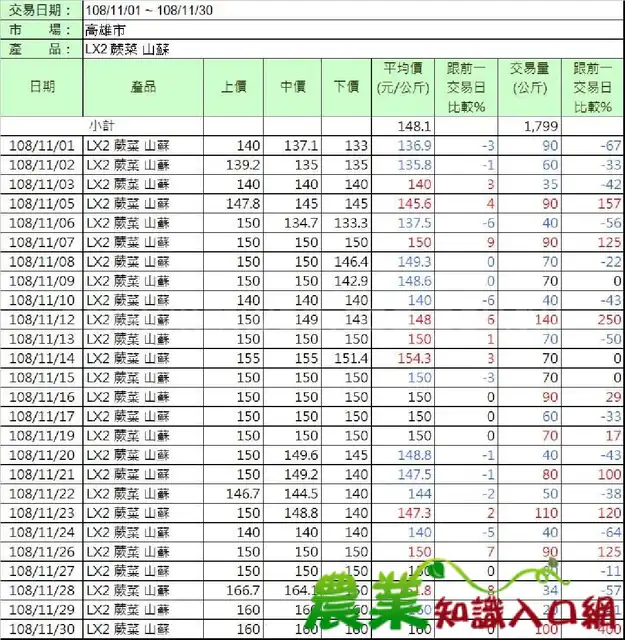 交易日期： 108/11/01 ~ 108/11/30
市 場： 高雄市
產 品： LX2 蕨菜 山蘇
日期 產品 上價 中價 下價 平均價 (元/公斤) 跟前一交易日比較% 交易量 (公斤) 跟前一交易日比較%
小計 148.1 1,799
108/11/01 LX2 蕨菜 山蘇 140 137.1 133 136.9 -3 90 -67
108/11/02 LX2 蕨菜 山蘇 139.2 135 135 135.8 -1 60 -33
108/11/03 LX2 蕨菜 山蘇 140 140 140 140 3 35 -42
108/11/05 LX2 蕨菜 山蘇 147.8 145 145 145.6 4 90 157
108/11/06 LX2 蕨菜 山蘇 150 134.7 133.3 137.5 -6 40 -56
108/11/07 LX2 蕨菜 山蘇 150 150 150 150 9 90 125
108/11/08 LX2 蕨菜 山蘇 150 150 146.4 149.3 0 70 -22
108/11/09 LX2 蕨菜 山蘇 150 150 142.9 148.6 0 70 0
108/11/10 LX2 蕨菜 山蘇 140 140 140 140 -6 40 -43
108/11/12 LX2 蕨菜 山蘇 150 149 143 148 6 140 250
108/11/13 LX2 蕨菜 山蘇 150 150 150 150 1 70 -50
108/11/14 LX2 蕨菜 山蘇 155 155 151.4 154.3 3 70 0
108/11/15 LX2 蕨菜 山蘇 150 150 150 150 -3 70 0
108/11/16 LX2 蕨菜 山蘇 150 150 150 150 0 90 29
108/11/17 LX2 蕨菜 山蘇 150 150 150 150 0 60 -33
108/11/19 LX2 蕨菜 山蘇 150 150 150 150 0 70 17
108/11/20 LX2 蕨菜 山蘇 150 149.6 145 148.8 -1 40 -43
108/11/21 LX2 蕨菜 山蘇 150 149.2 140 147.5 -1 80 100
108/11/22 LX2 蕨菜 山蘇 146.7 144.5 140 144 -2 50 -38
108/11/23 LX2 蕨菜 山蘇 150 148.8 140 147.3 2 110 120
108/11/24 LX2 蕨菜 山蘇 140 140 140 140 -5 40 -64
108/11/26 LX2 蕨菜 山蘇 150 150 150 150 7 90 125
108/11/27 LX2 蕨菜 山蘇 150 150 150 150 0 -11
108/11/28 LX2 蕨菜 山蘇 166.7 164.1 34 -57
108/11/29 LX2 蕨菜 山蘇 160 160
108/11/30 LX2 蕨菜 山蘇 160 160 160 160 400
農業知識入口網